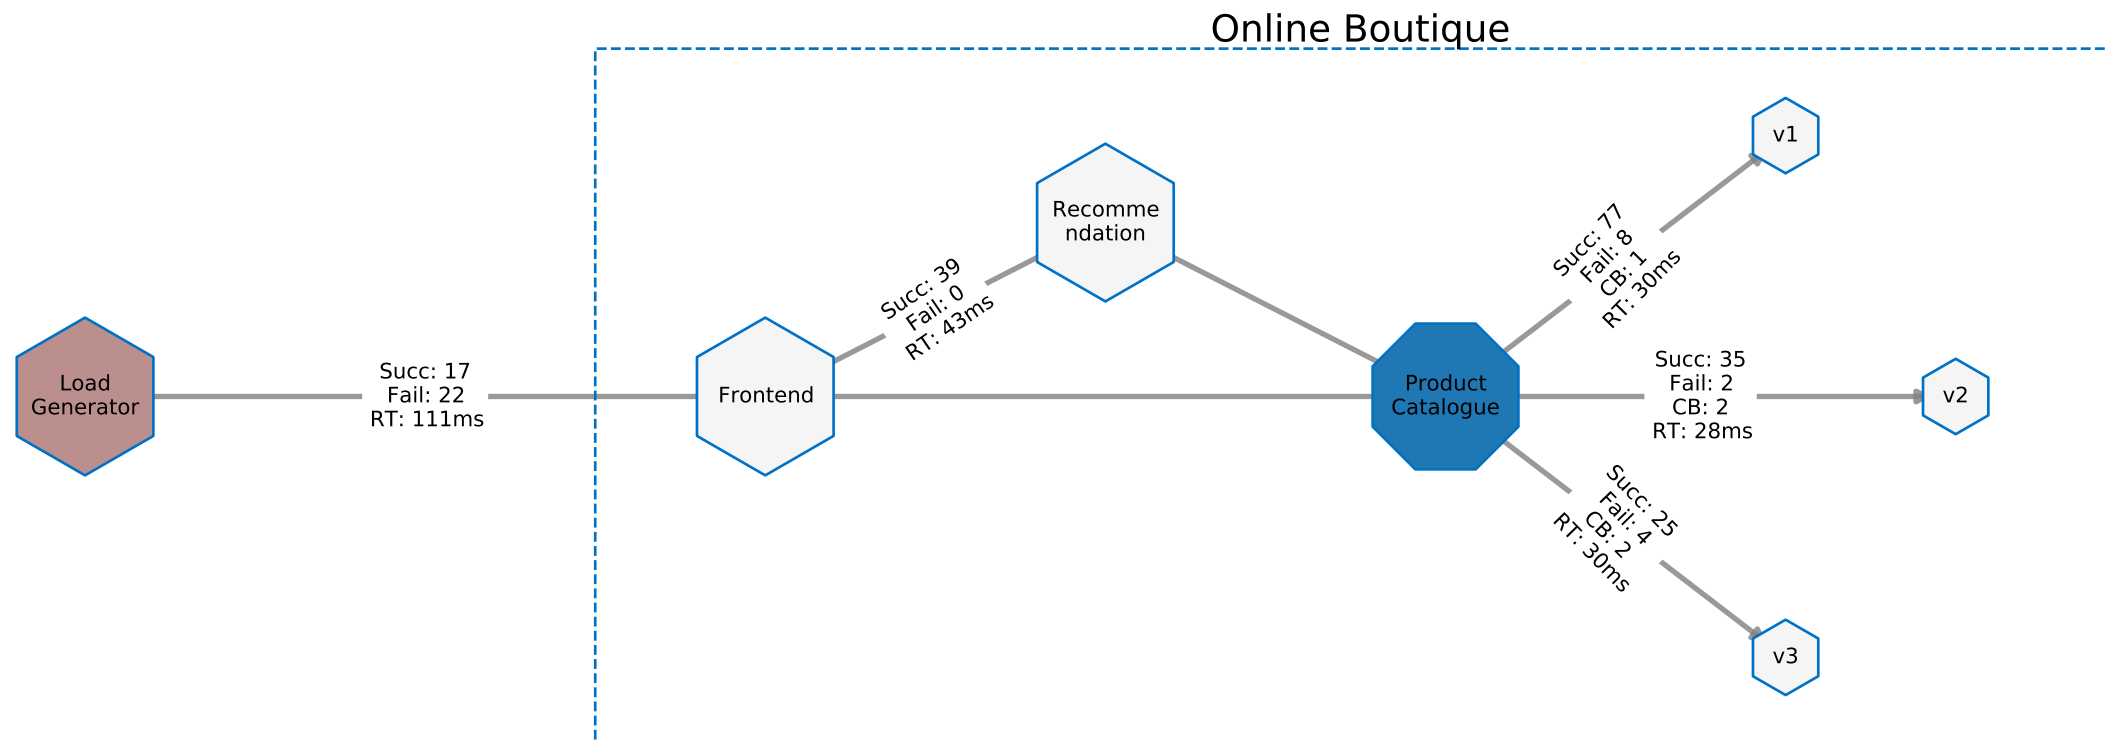 Online Boutique
Load
Generator
Succ: 17
Fail: 22
RT: 111ms
Frontend
Succ: 39
Fail: 0
RT: 43ms
Recomme
ndation
Product
Catalogue
Succ: 77
Fail: 8
CB: 1
RT: 30ms
v1
Succ: 35
Fail: 2
CB: 2
RT: 28ms
v2
Succ: 25
Fail: 4
CB: 2
RT: 30ms
v3